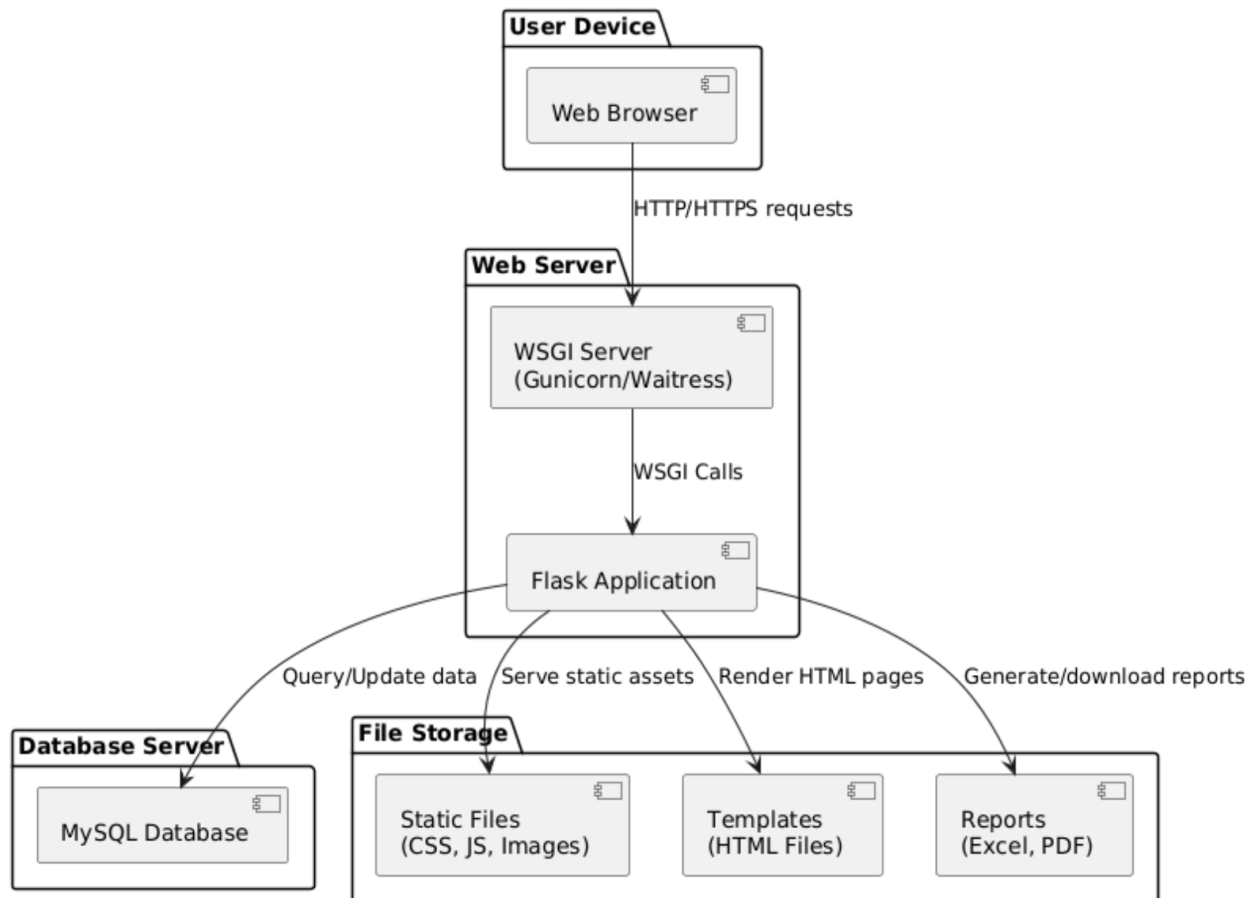 User Device
Web Browser
HTTP/HTTPS requests
Web Server
WSGI Server
(Gunicorn/Waitress)
WSGI Calls
Flask Application
Query/Update data
Serve static assets
Render HTML pages
Generate/download reports
Database Server
MySQL Database
File Storage
Static Files
(CSS, JS, Images)
Templates
(HTML Files)
Reports
(Excel, PDF)